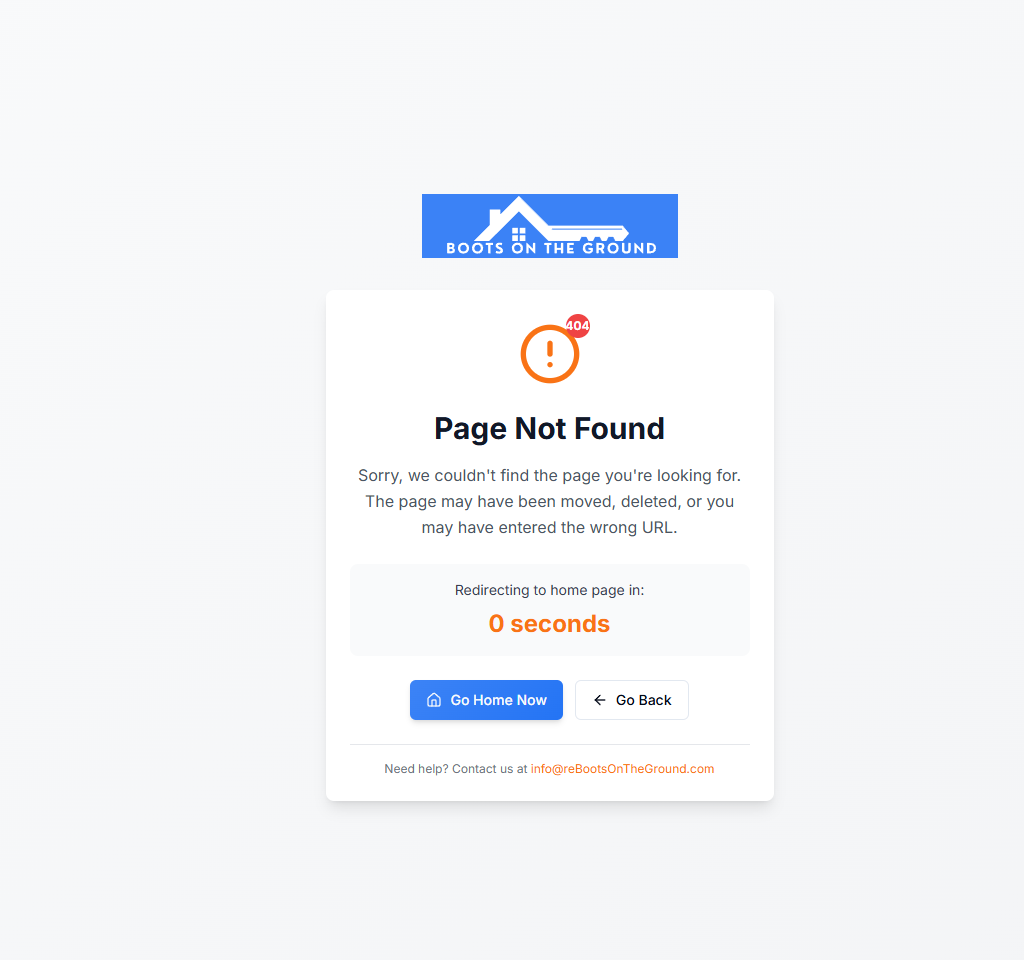 BOOTS ON THE GROUND
404
Page Not Found
Sorry, we couldn't find the page you're looking for.
The page may have been moved, deleted, or you
may have entered the wrong URL.
Redirecting to home page in:
0 seconds
Go Home Now
Go Back
Need help? Contact us at info@reBootsOnTheGround.com